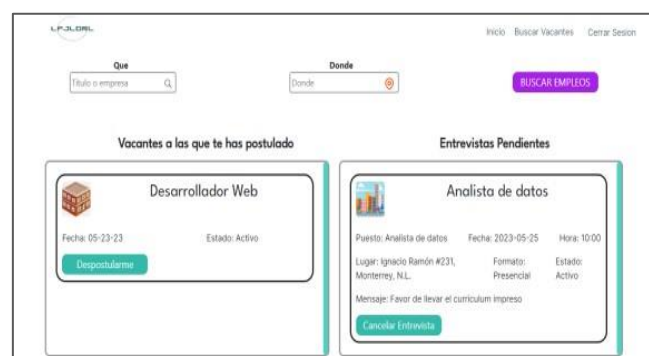 Inicio Buscar Vacantes Cerrar Sesion
Que
Donde
Titulo o empresa
Donde
BUSCAR EMPLEOS
Vacantes a las que te has postulado
Entrevistas Pendientes
Desarrollador Web
Fecha: 05-23-23 Estado: Activo
Despostularme
Analista de datos
Puesto: Analista de datos Fecha: 2023-05-25 Hora: 10:00
Lugar: Ignacio Ramón #231, Formato: Estado:
Monterrey, N.L. Presencial Activo
Mensaje: Favor de llevar el curriculum impreso
Cancelar Entrevista